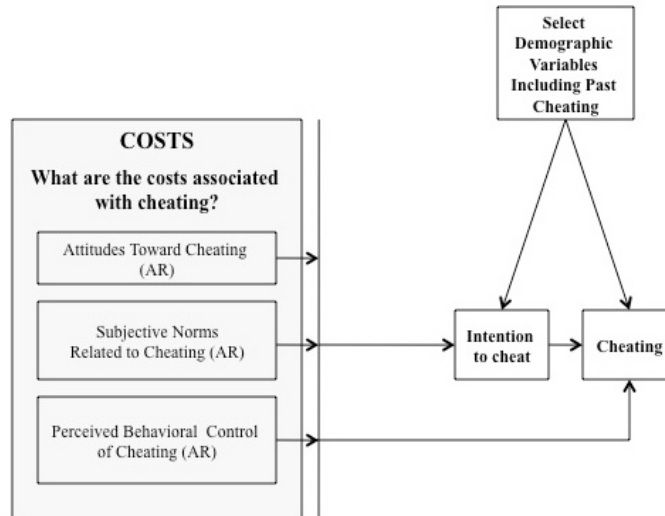 Select
Demographic
Variables
Including Past
Cheating
COSTS
What are the costs associated
with cheating?
Attitudes Toward Cheating
(AR)
Subjective Norms
Related to Cheating (AR)
Intention
to cheat
Cheating
Perceived Behavioral Control
of Cheating (AR)